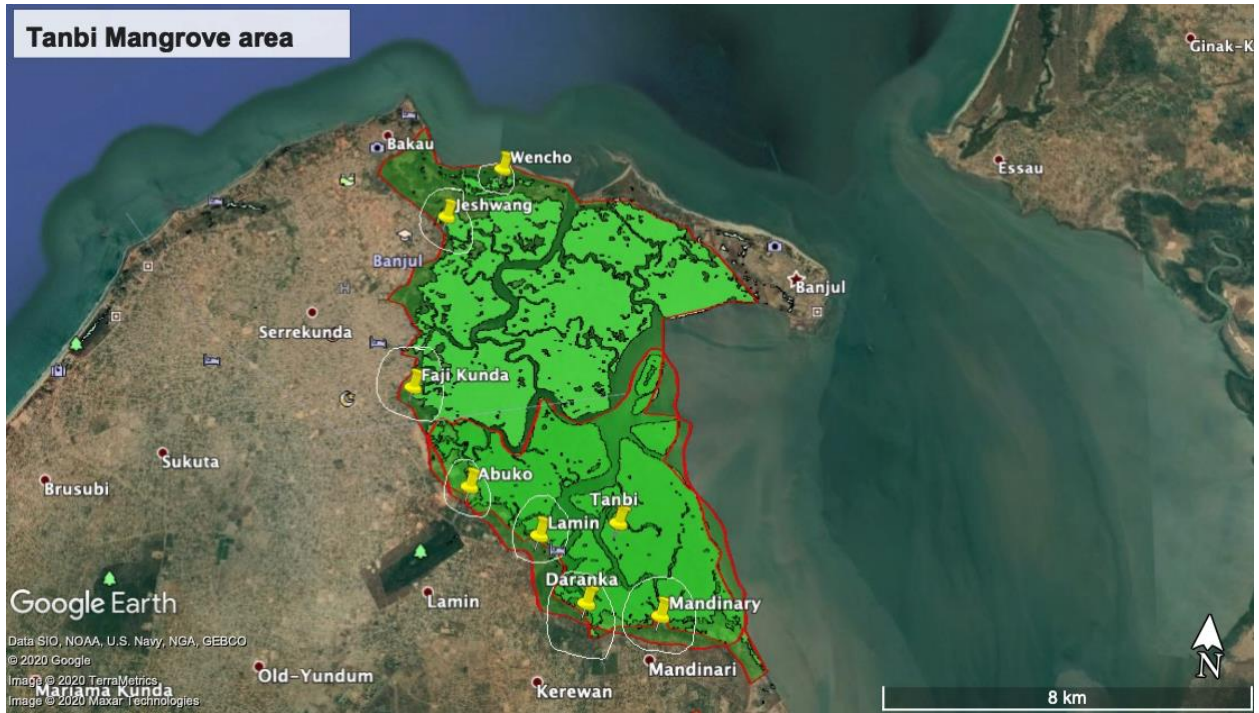 Tanbi Mangrove area
Ginak-K
Bakau
Wencho
Essau
Jeshwang
Banjul
Banjul
Serrekunda
Faji Kunda
Sukuta
Abuko
Brusubi
Tanbi
Lamin
Daranka
Lamin
Mandinary
Google Earth
Data SIO, NOAA, U.S. Navy, NGA, GEBCO
© 2020 Google
Image © 2020 TerraMetrics
Image © 2020 Maxar Technologies
Mariama Kunda
Old-Yundum
Kerewan
Mandinari
N
8 km